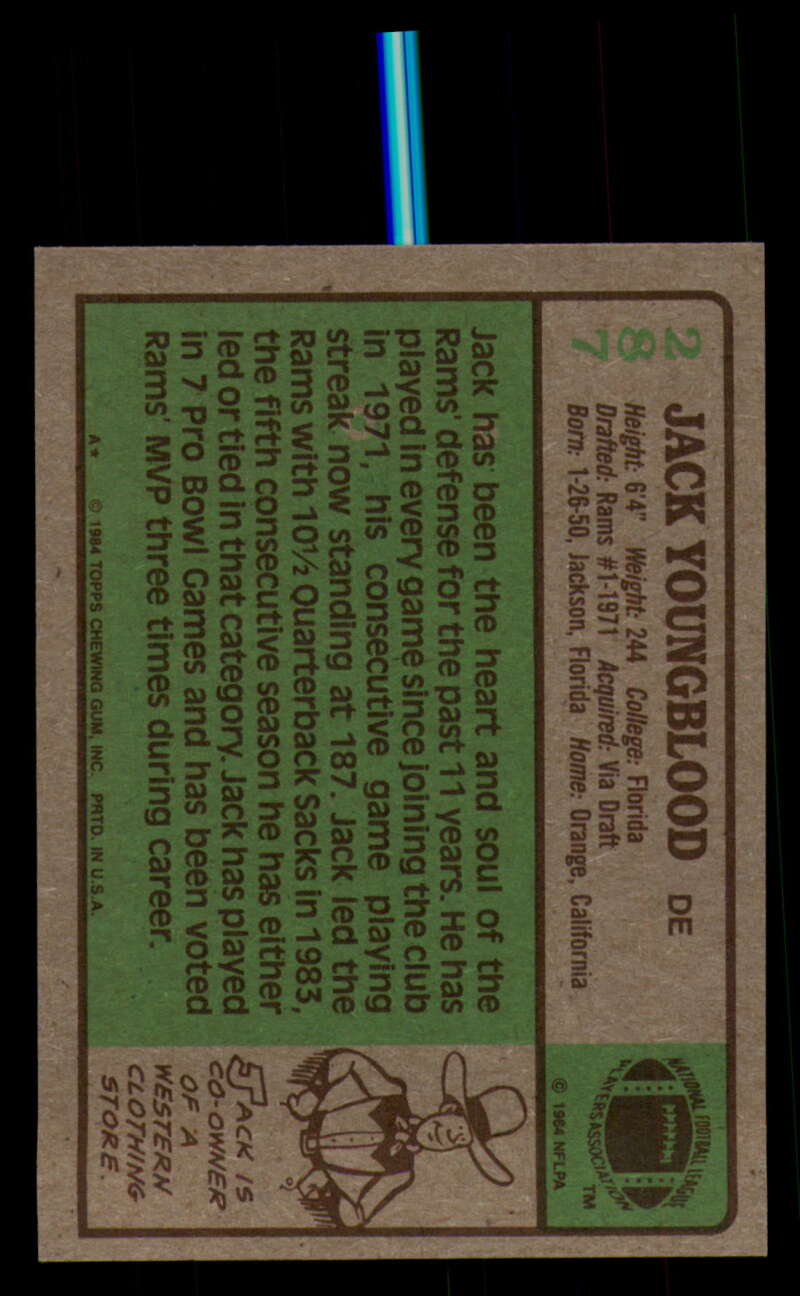 287
JACK YOUNGBLOOD DE
Height: 6'4" Weight: 244 College: Florida
Drafted: Rams #1-1971 Acquired: Via Draft
Born: 1-26-50, Jackson, Florida Home: Orange, California
NATIONAL FOOTBALL LEAGUE
PLAYERS ASSOCIATION
TM
© 1984 NFLPA
Jack has been the heart and soul of the
Rams' defense for the past 11 years. He has
played in every game since joining the club
in 1971, his consecutive game playing
streak now standing at 187. Jack led the
Rams with 10½ Quarterback Sacks in 1983,
the fifth consecutive season he has either
led or tied in that category. Jack has played
in 7 Pro Bowl Games and has been voted
Rams' MVP three times during career.
JACK IS
CO-OWNER
OF A
WESTERN
CLOTHING
STORE.
A* © 1984 TOPPS CHEWING GUM, INC. PRTD. IN U.S.A.